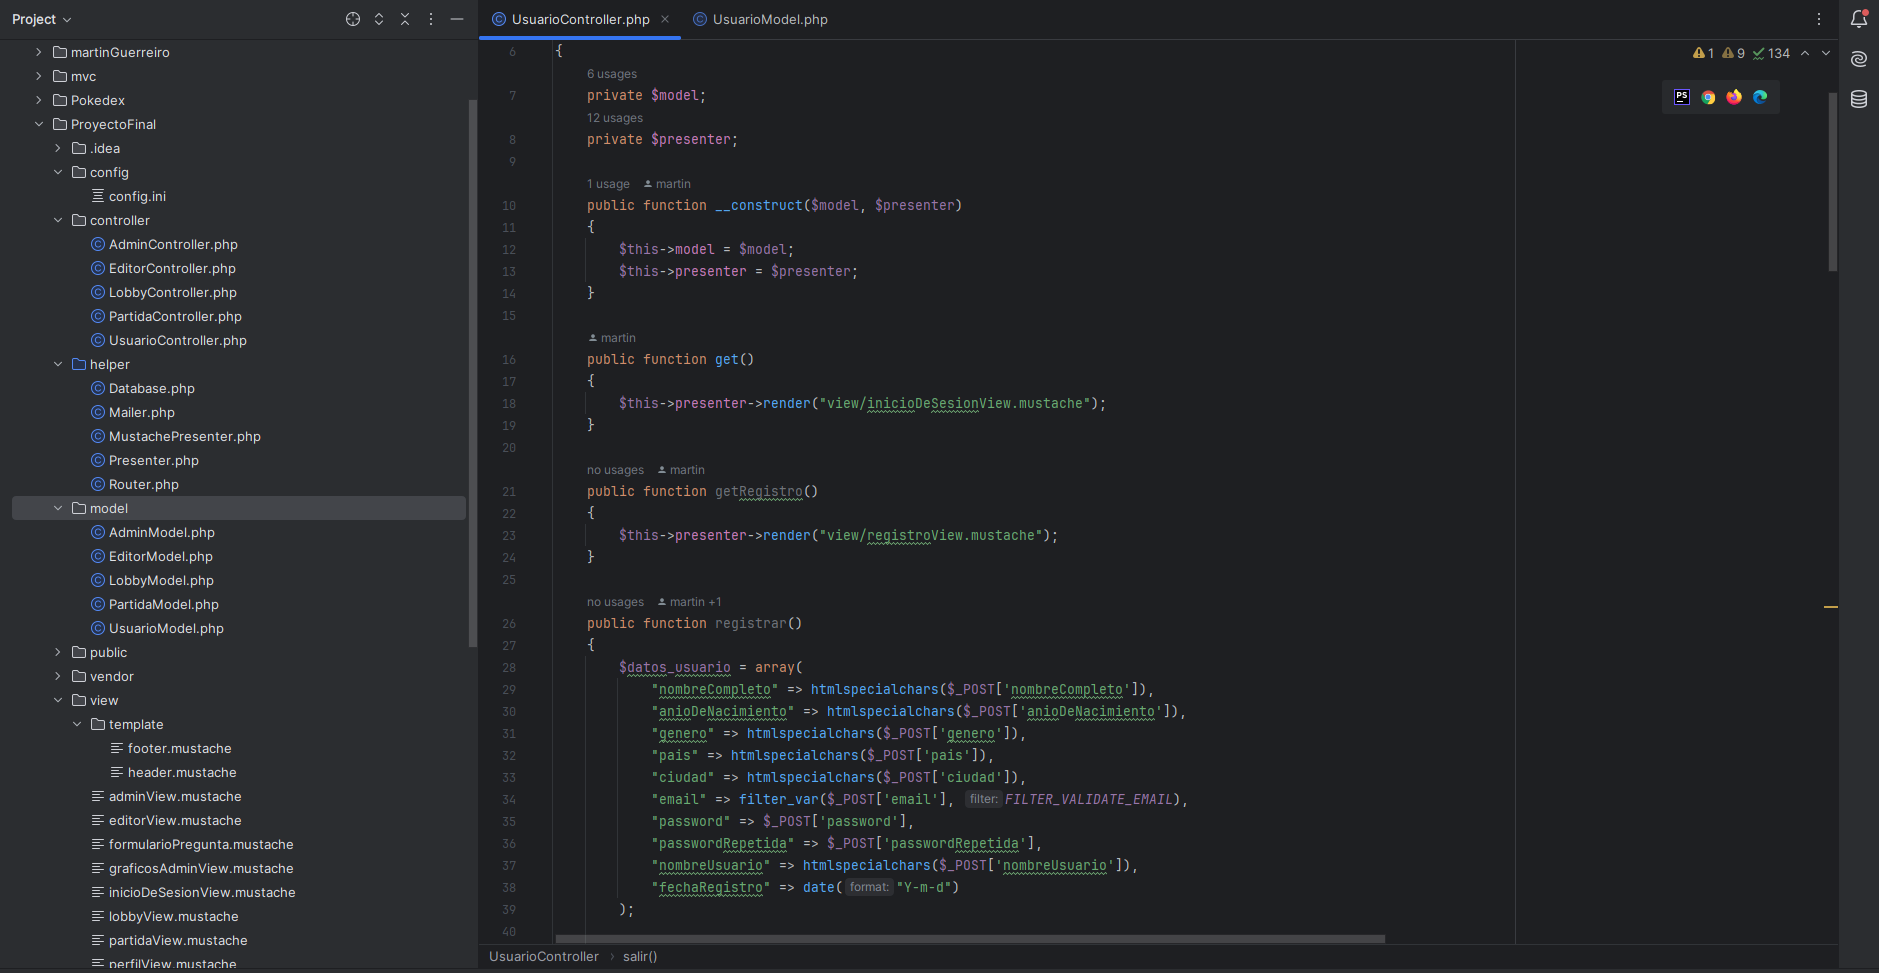 Project
martinGuerreiro
mvc
Pokedex
ProyectoFinal
.idea
config
config.ini
controller
AdminController.php
EditorController.php
LobbyController.php
PartidaController.php
UsuarioController.php
helper
Database.php
Mailer.php
MustachePresenter.php
Presenter.php
Router.php
model
AdminModel.php
EditorModel.php
LobbyModel.php
PartidaModel.php
UsuarioModel.php
public
vendor
view
template
footer.mustache
header.mustache
adminView.mustache
editorView.mustache
formularioPregunta.mustache
graficosAdminView.mustache
inicioDeSesionView.mustache
lobbyView.mustache
partidaView.mustache
perfilView.mustache
UsuarioController.php UsuarioModel.php
1 9 134
PS
6 {
6 usages
7 private $model;
12 usages
8 private $presenter;
9
1 usage martin
10 public function __construct($model, $presenter)
11 {
12 $this->model = $model;
13 $this->presenter = $presenter;
14 }
15
martin
16 public function get()
17 {
18 $this->presenter->render("view/inicioDeSesionView.mustache");
19 }
20
no usages martin
21 public function getRegistro()
22 {
23 $this->presenter->render("view/registroView.mustache");
24 }
25
no usages martin +1
26 public function registrar()
27 {
28 $datos_usuario = array(
29 "nombreCompleto" => htmlspecialchars($_POST['nombreCompleto']),
30 "anioDeNacimiento" => htmlspecialchars($_POST['anioDeNacimiento']),
31 "genero" => htmlspecialchars($_POST['genero']),
32 "pais" => htmlspecialchars($_POST['pais']),
33 "ciudad" => htmlspecialchars($_POST['ciudad']),
34 "email" => filter_var($_POST['email'], filter: FILTER_VALIDATE_EMAIL),
35 "password" => $_POST['password'],
36 "passwordRepetida" => $_POST['passwordRepetida'],
37 "nombreUsuario" => htmlspecialchars($_POST['nombreUsuario']),
38 "fechaRegistro" => date( format: "Y-m-d")
39 );
40
UsuarioController › salir()